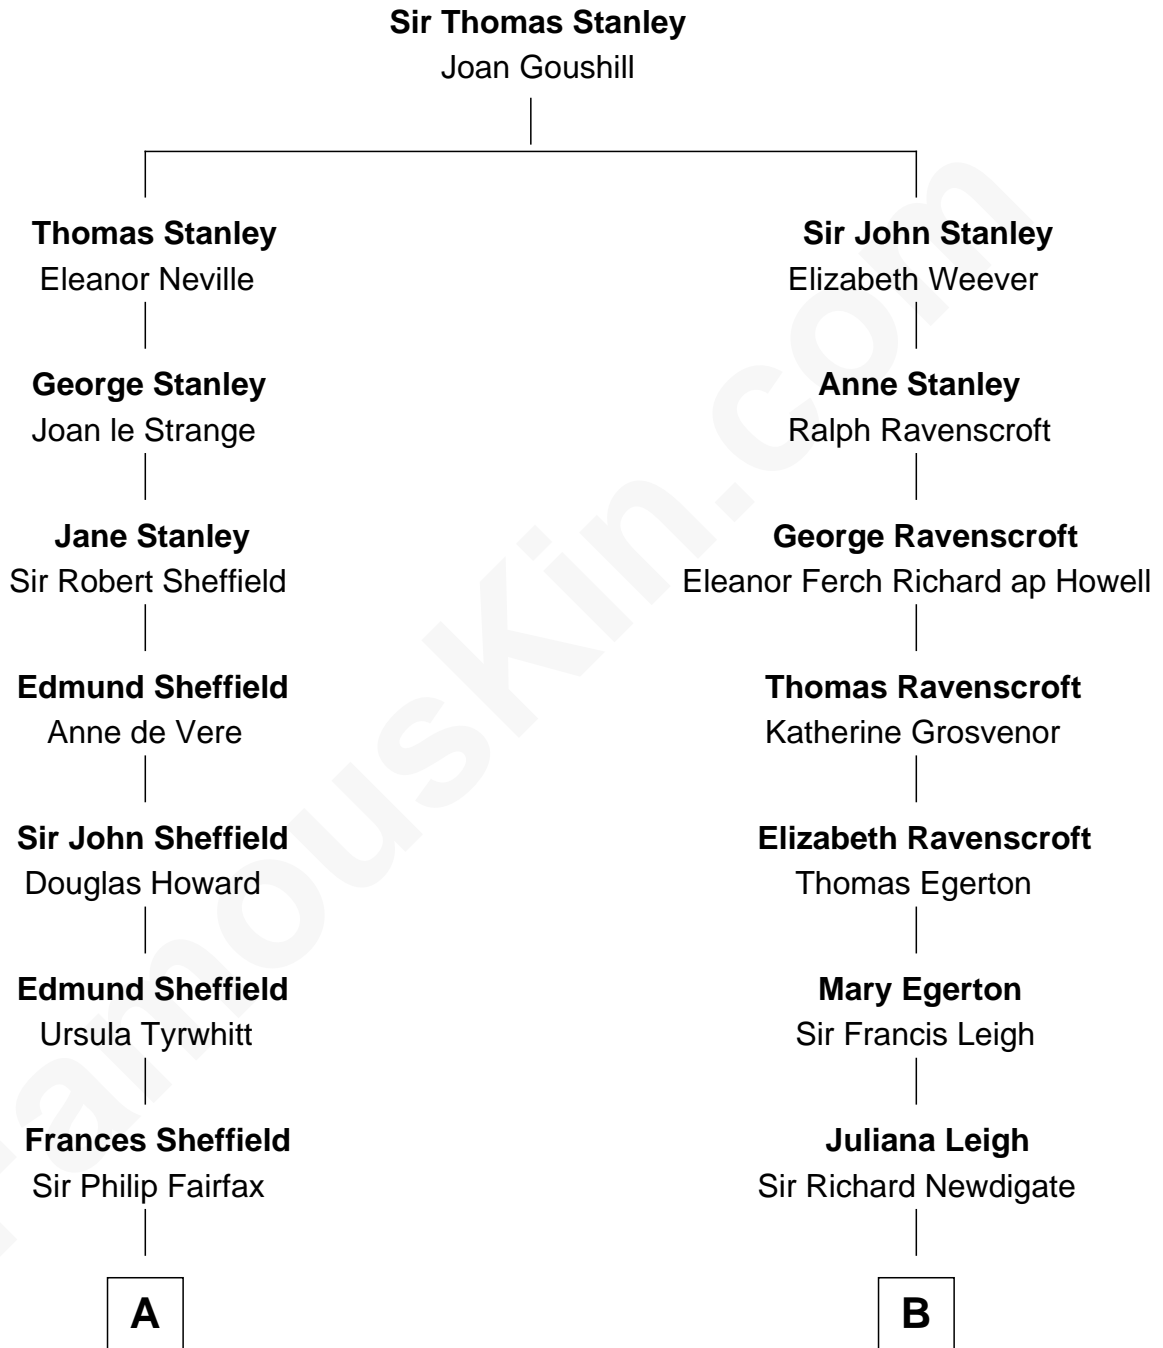 Sir Thomas Stanley
Joan Goushill
Thomas Stanley
Eleanor Neville
George Stanley
Joan le Strange
Jane Stanley
Sir Robert Sheffield
Edmund Sheffield
Anne de Vere
Sir John Sheffield
Douglas Howard
Edmund Sheffield
Ursula Tyrwhitt
Frances Sheffield
Sir Philip Fairfax
A
Sir John Stanley
Elizabeth Weever
Anne Stanley
Ralph Ravenscroft
George Ravenscroft
Eleanor Ferch Richard ap Howell
Thomas Ravenscroft
Katherine Grosvenor
Elizabeth Ravenscroft
Thomas Egerton
Mary Egerton
Sir Francis Leigh
Juliana Leigh
Sir Richard Newdigate
B
FamousKin.com